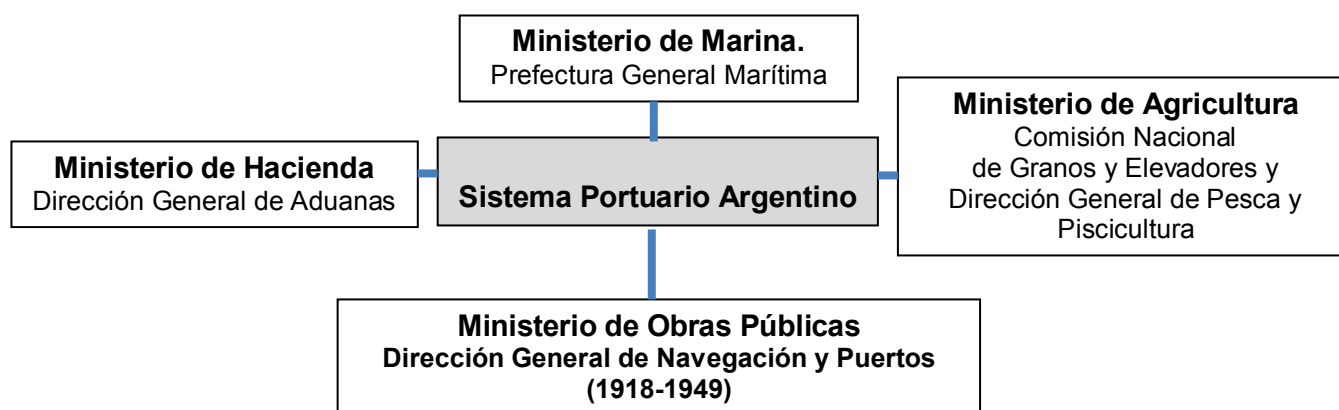 Ministerio de Marina.
Prefectura General Marítima
Ministerio de Hacienda
Dirección General de Aduanas
Sistema Portuario Argentino
Ministerio de Agricultura
Comisión Nacional
de Granos y Elevadores y
Dirección General de Pesca y
Piscicultura
Ministerio de Obras Públicas
Dirección General de Navegación y Puertos
(1918-1949)